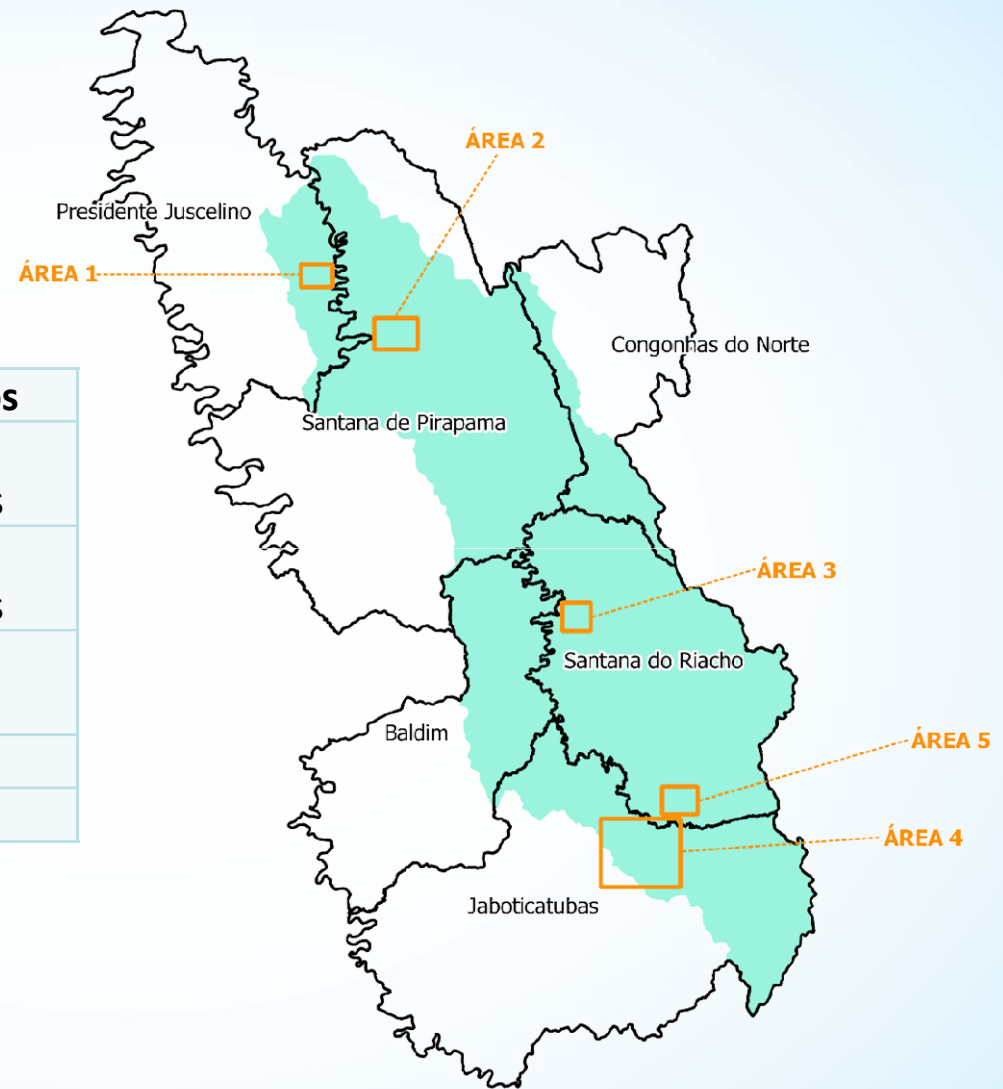 ÁREA 2
Presidente Juscelino
ÁREA 1
Congonhas do Norte
Santana de Pirapama
ÁREA 3
Santana do Riacho
Baldim
ÁREA 5
ÁREA 4
Jaboticatubas